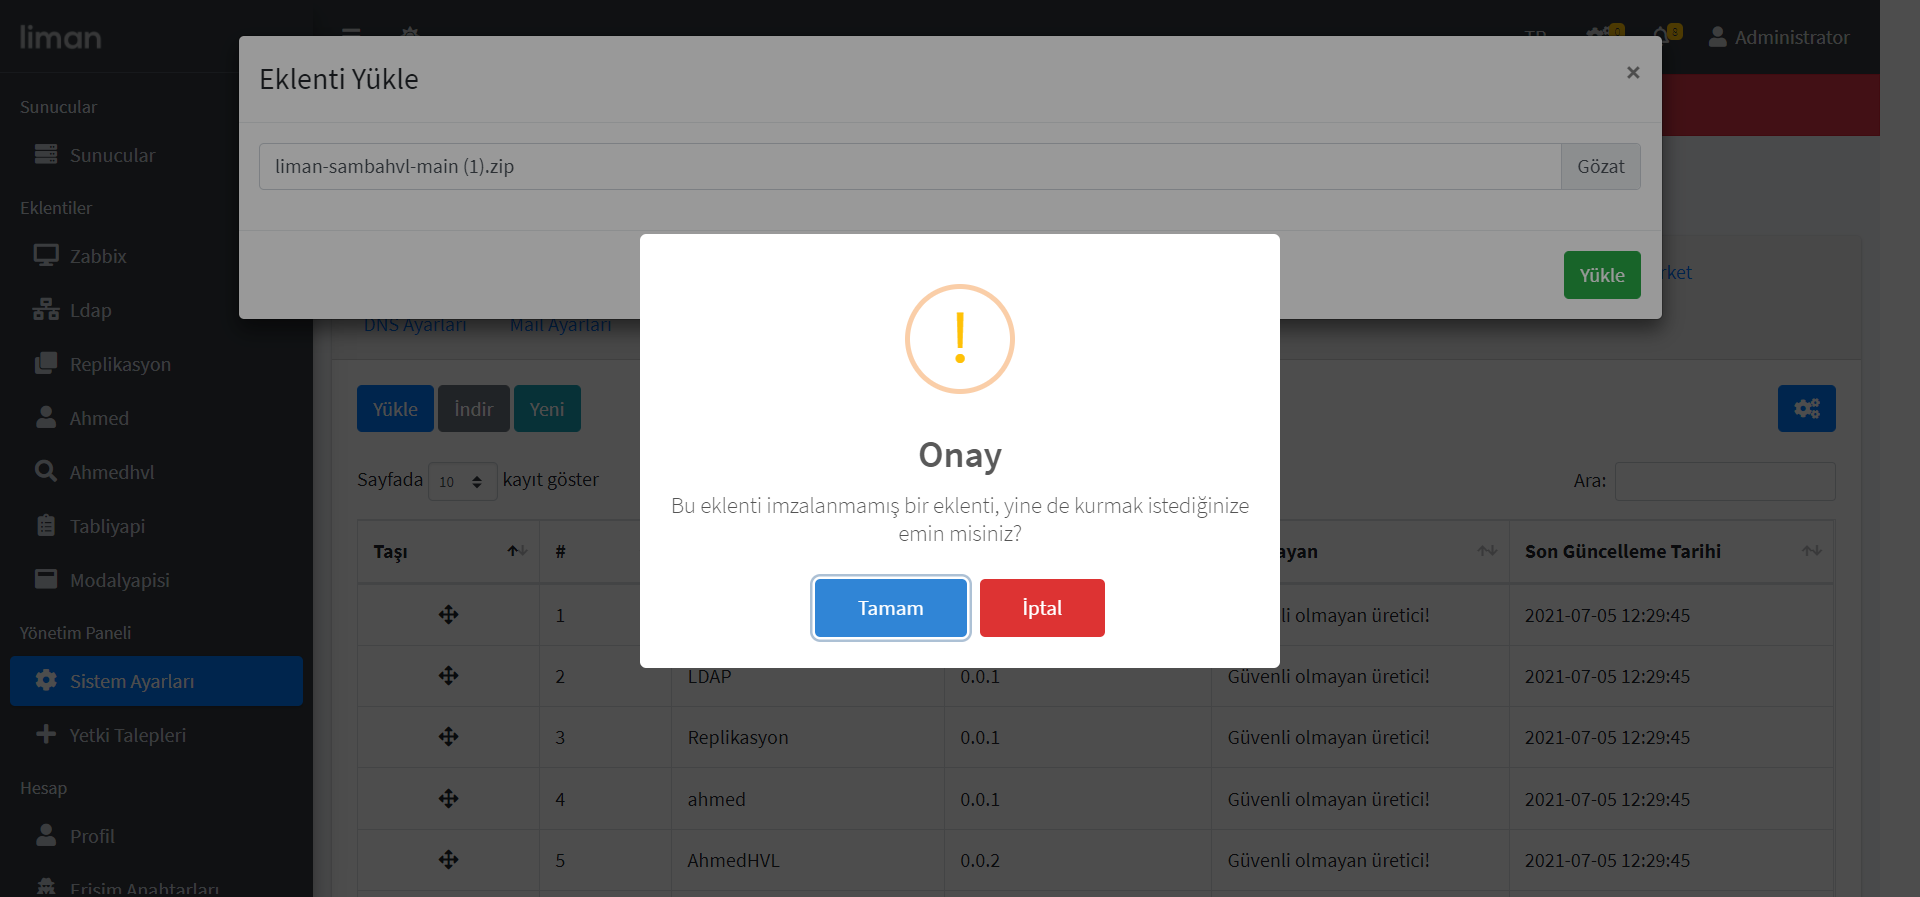 liman
TR
0
8
Administrator
Eklenti Yükle
×
liman-sambahvl-main (1).zip
Gözat
Yükle
Sunucular
Sunucular
Eklentiler
Zabbix
Ldap
Replikasyon
Ahmed
Ahmedhvl
Tabliyapi
Modalyapisi
Yönetim Paneli
Sistem Ayarları
Yetki Talepleri
Hesap
Profil
Erişim Anahtarları
DNS Ayarları
Mail Ayarları
Yükle
İndir
Yeni
Sayfada 10 kayıt göster
Ara:
!
Onay
Bu eklenti imzalanmamış bir eklenti, yine de kurmak istediğinize
emin misiniz?
Tamam
İptal
Taşı # Son Güncelleme Tarihi
1 olmayan üretici! 2021-07-05 12:29:45
2 LDAP 0.0.1 Güvenli olmayan üretici! 2021-07-05 12:29:45
3 Replikasyon 0.0.1 Güvenli olmayan üretici! 2021-07-05 12:29:45
4 ahmed 0.0.1 Güvenli olmayan üretici! 2021-07-05 12:29:45
5 AhmedHVL 0.0.2 Güvenli olmayan üretici! 2021-07-05 12:29:45